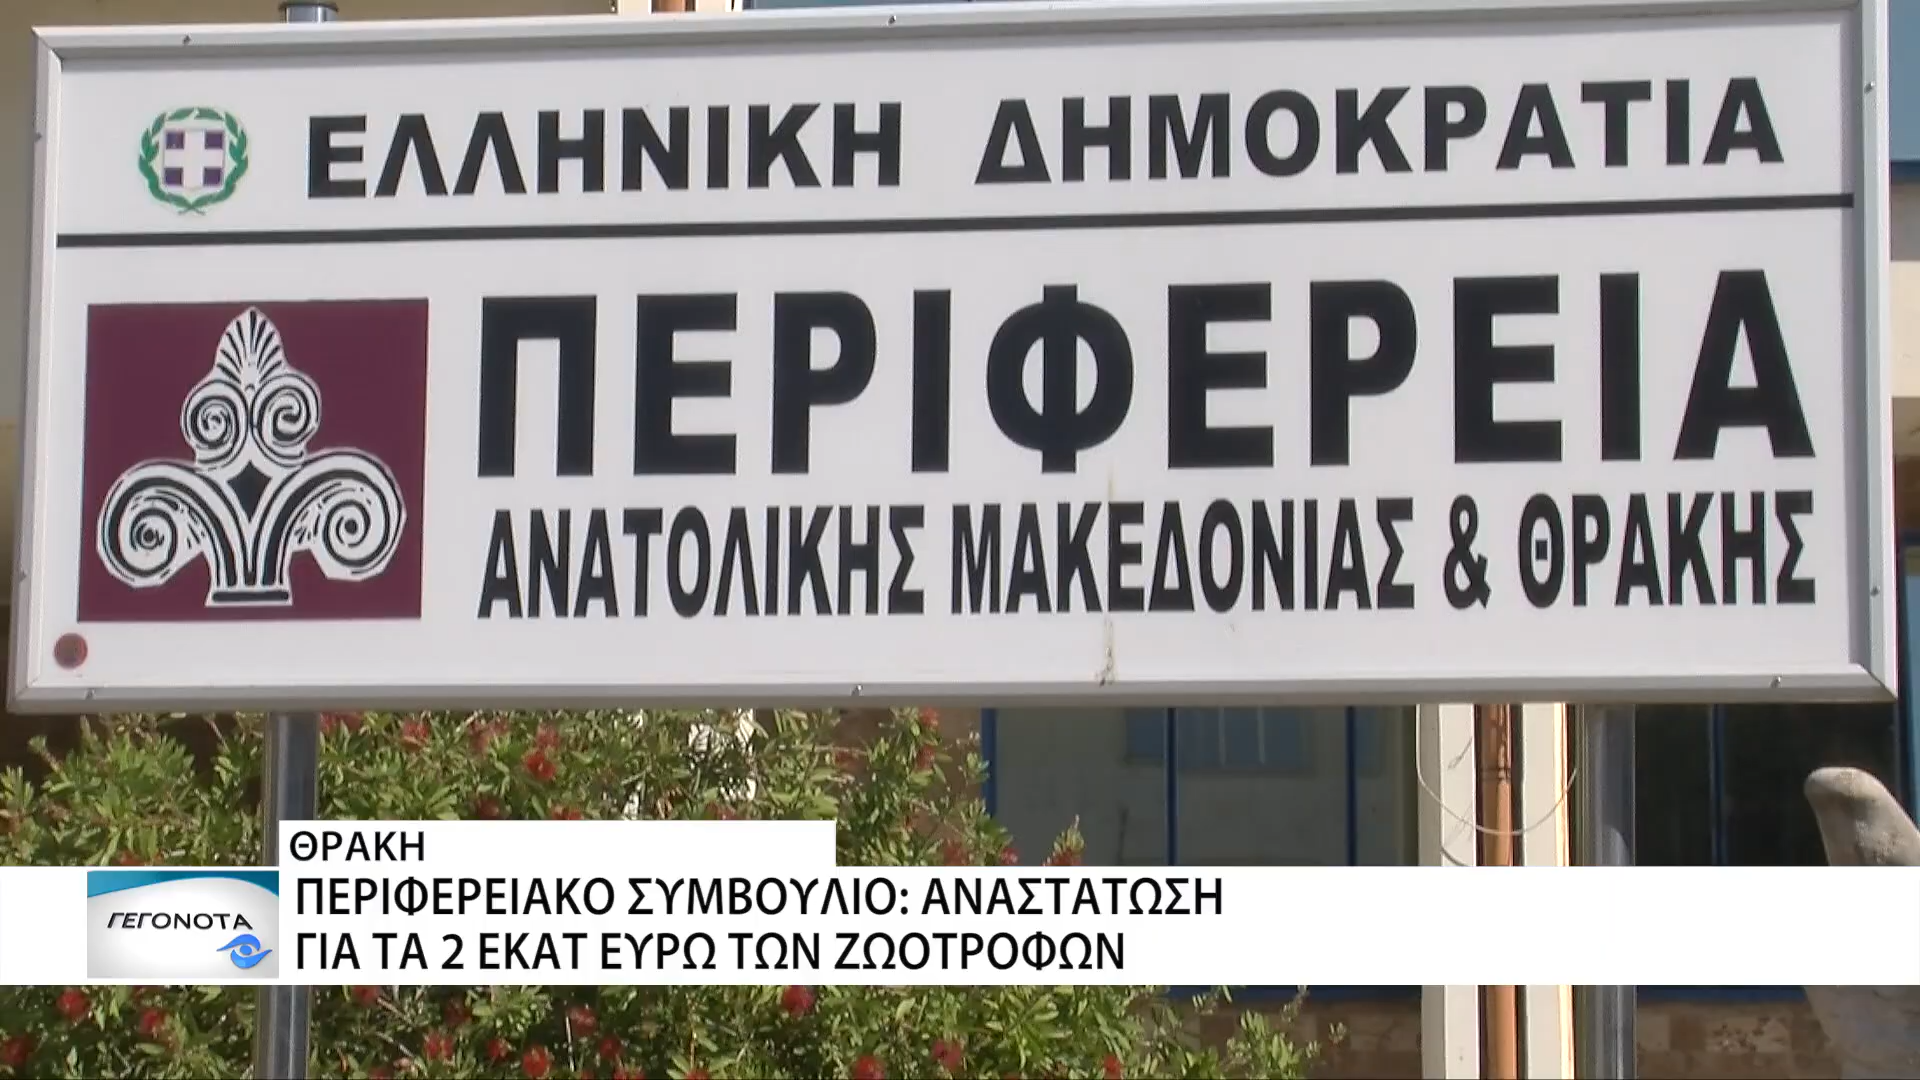 ΕΛΛΗΝΙΚΗ ΔΗΜΟΚΡΑΤΙΑ
ΠΕΡΙΦΕΡΕΙΑ
ΑΝΑΤΟΛΙΚΗΣ ΜΑΚΕΔΟΝΙΑΣ & ΘΡΑΚΗΣ
ΘΡΑΚΗ
ΓΕΓΟΝΟΤΑ
ΠΕΡΙΦΕΡΕΙΑΚΟ ΣΥΜΒΟΥΛΙΟ: ΑΝΑΣΤΑΤΩΣΗ
ΓΙΑ ΤΑ 2 ΕΚΑΤ ΕΥΡΩ ΤΩΝ ΖΩΟΤΡΟΦΩΝ